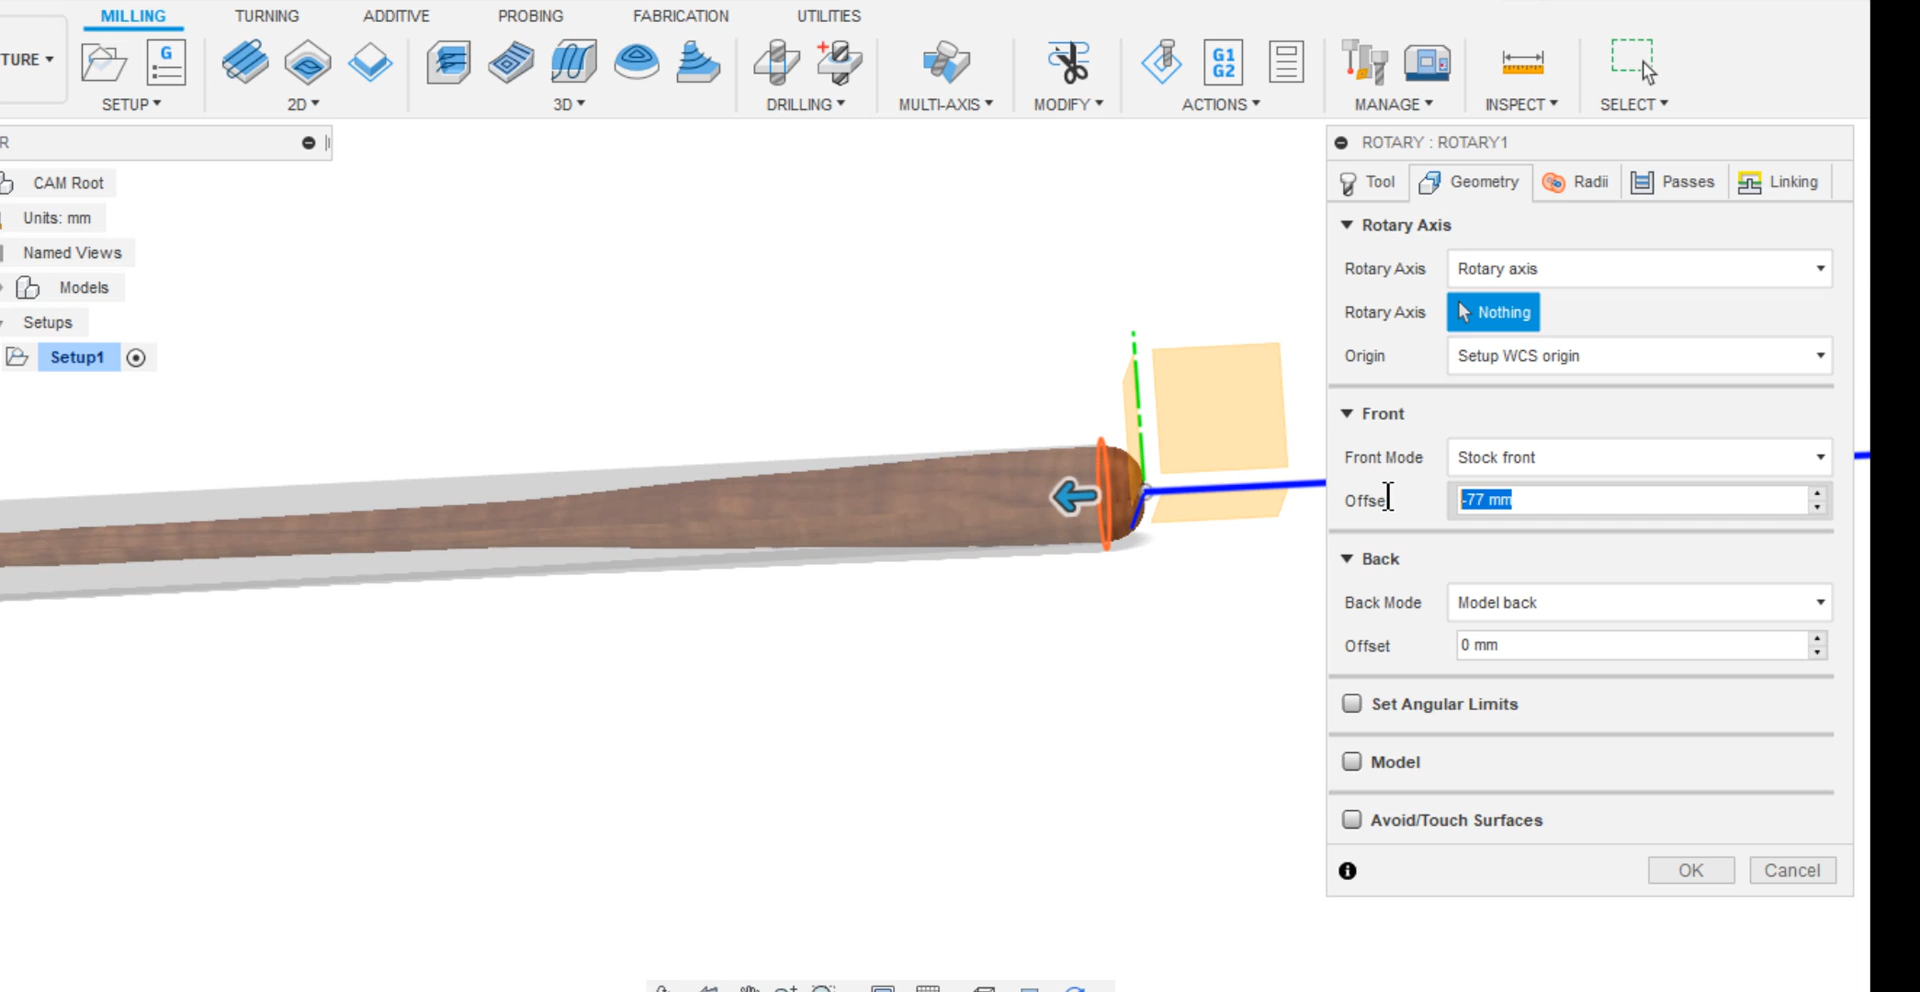 MILLING TURNING ADDITIVE PROBING FABRICATION UTILITIES
TURE
G
G1
G2
SETUP 2D 3D DRILLING MULTI-AXIS MODIFY ACTIONS MANAGE INSPECT SELECT
R
CAM Root
Units: mm
Named Views
Models
Setups
Setup1
ROTARY : ROTARY1
Tool Geometry Radii Passes Linking
Rotary Axis
Rotary Axis Rotary axis
Rotary Axis Nothing
Origin Setup WCS origin
Front
Front Mode Stock front
Offset -77 mm
Back
Back Mode Model back
Offset 0 mm
Set Angular Limits
Model
Avoid/Touch Surfaces
OK Cancel